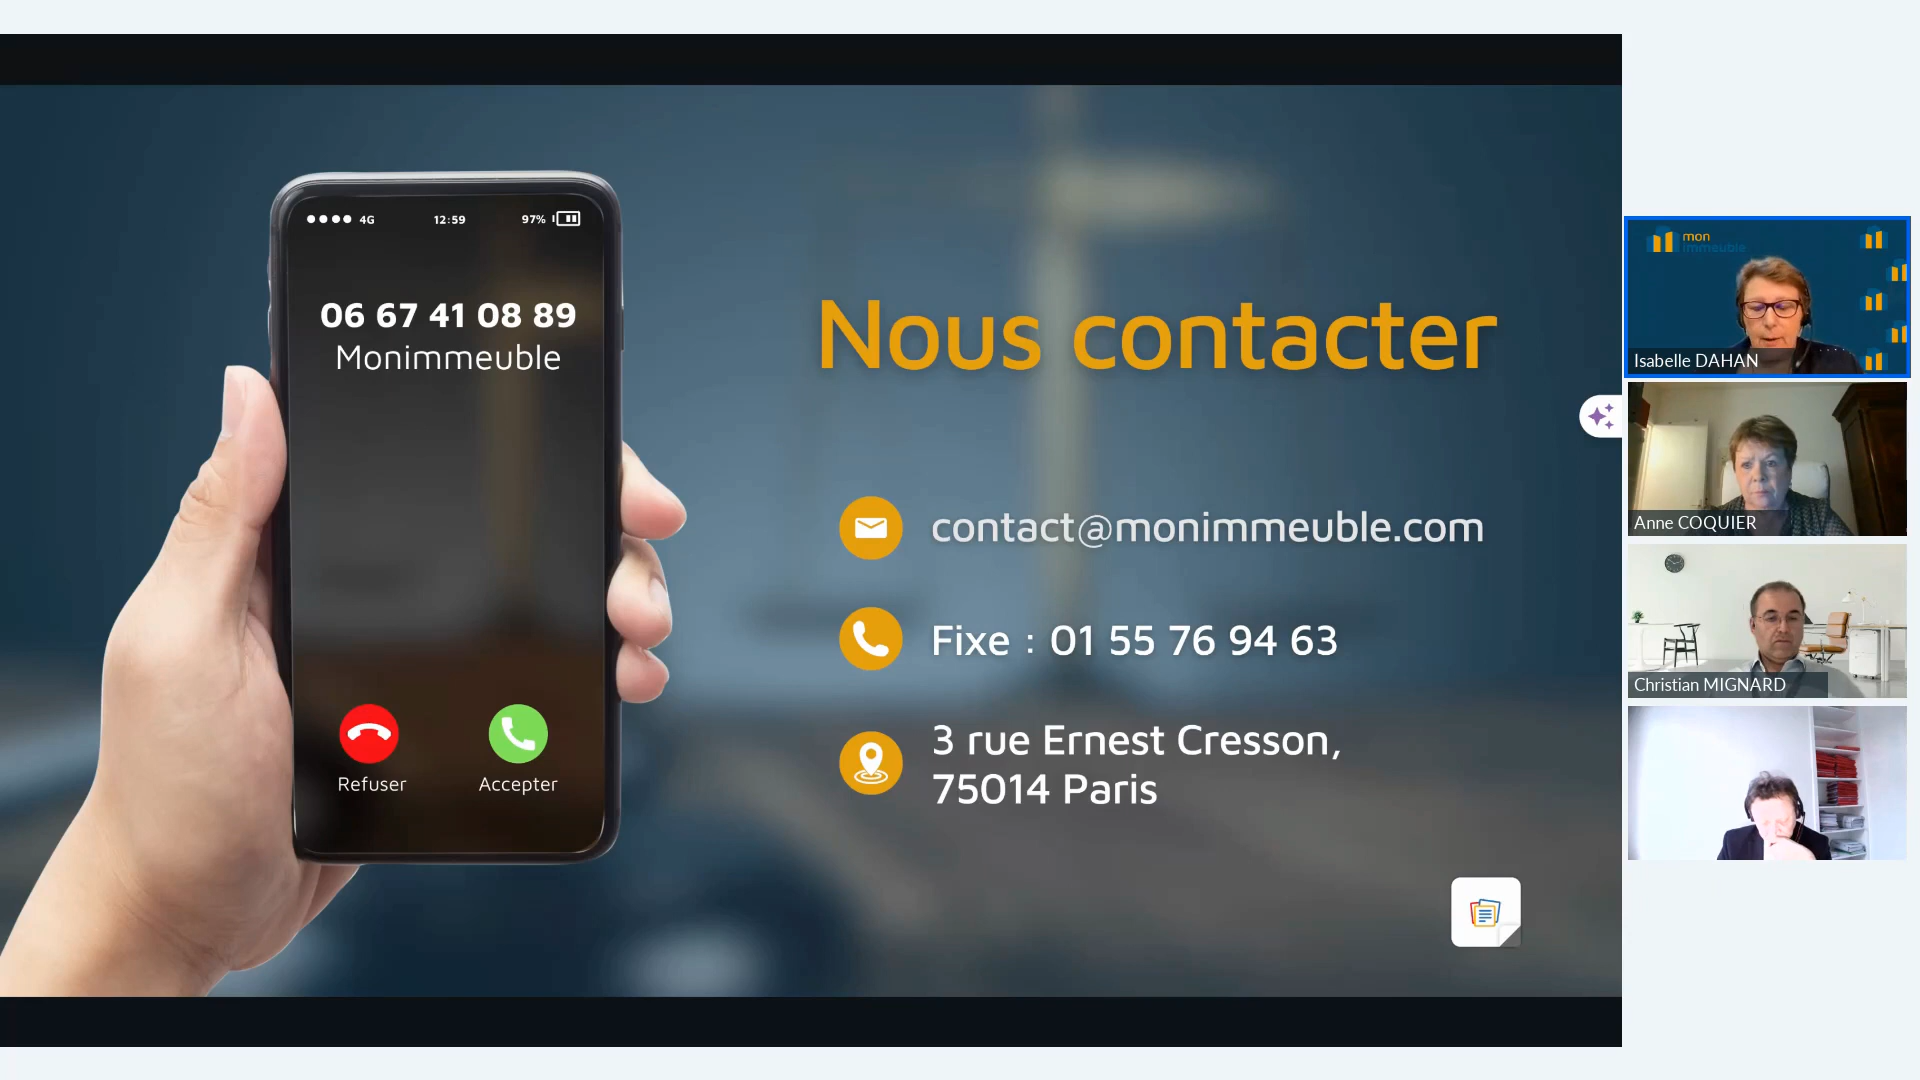 4G 12:59 97%
06 67 41 08 89
Monimmeuble
Refuser Accepter
Nous contacter
contact@monimmeuble.com
Fixe : 01 55 76 94 63
3 rue Ernest Cresson,
75014 Paris
mon
immeuble
Isabelle DAHAN
Anne COQUIER
Christian MIGNARD